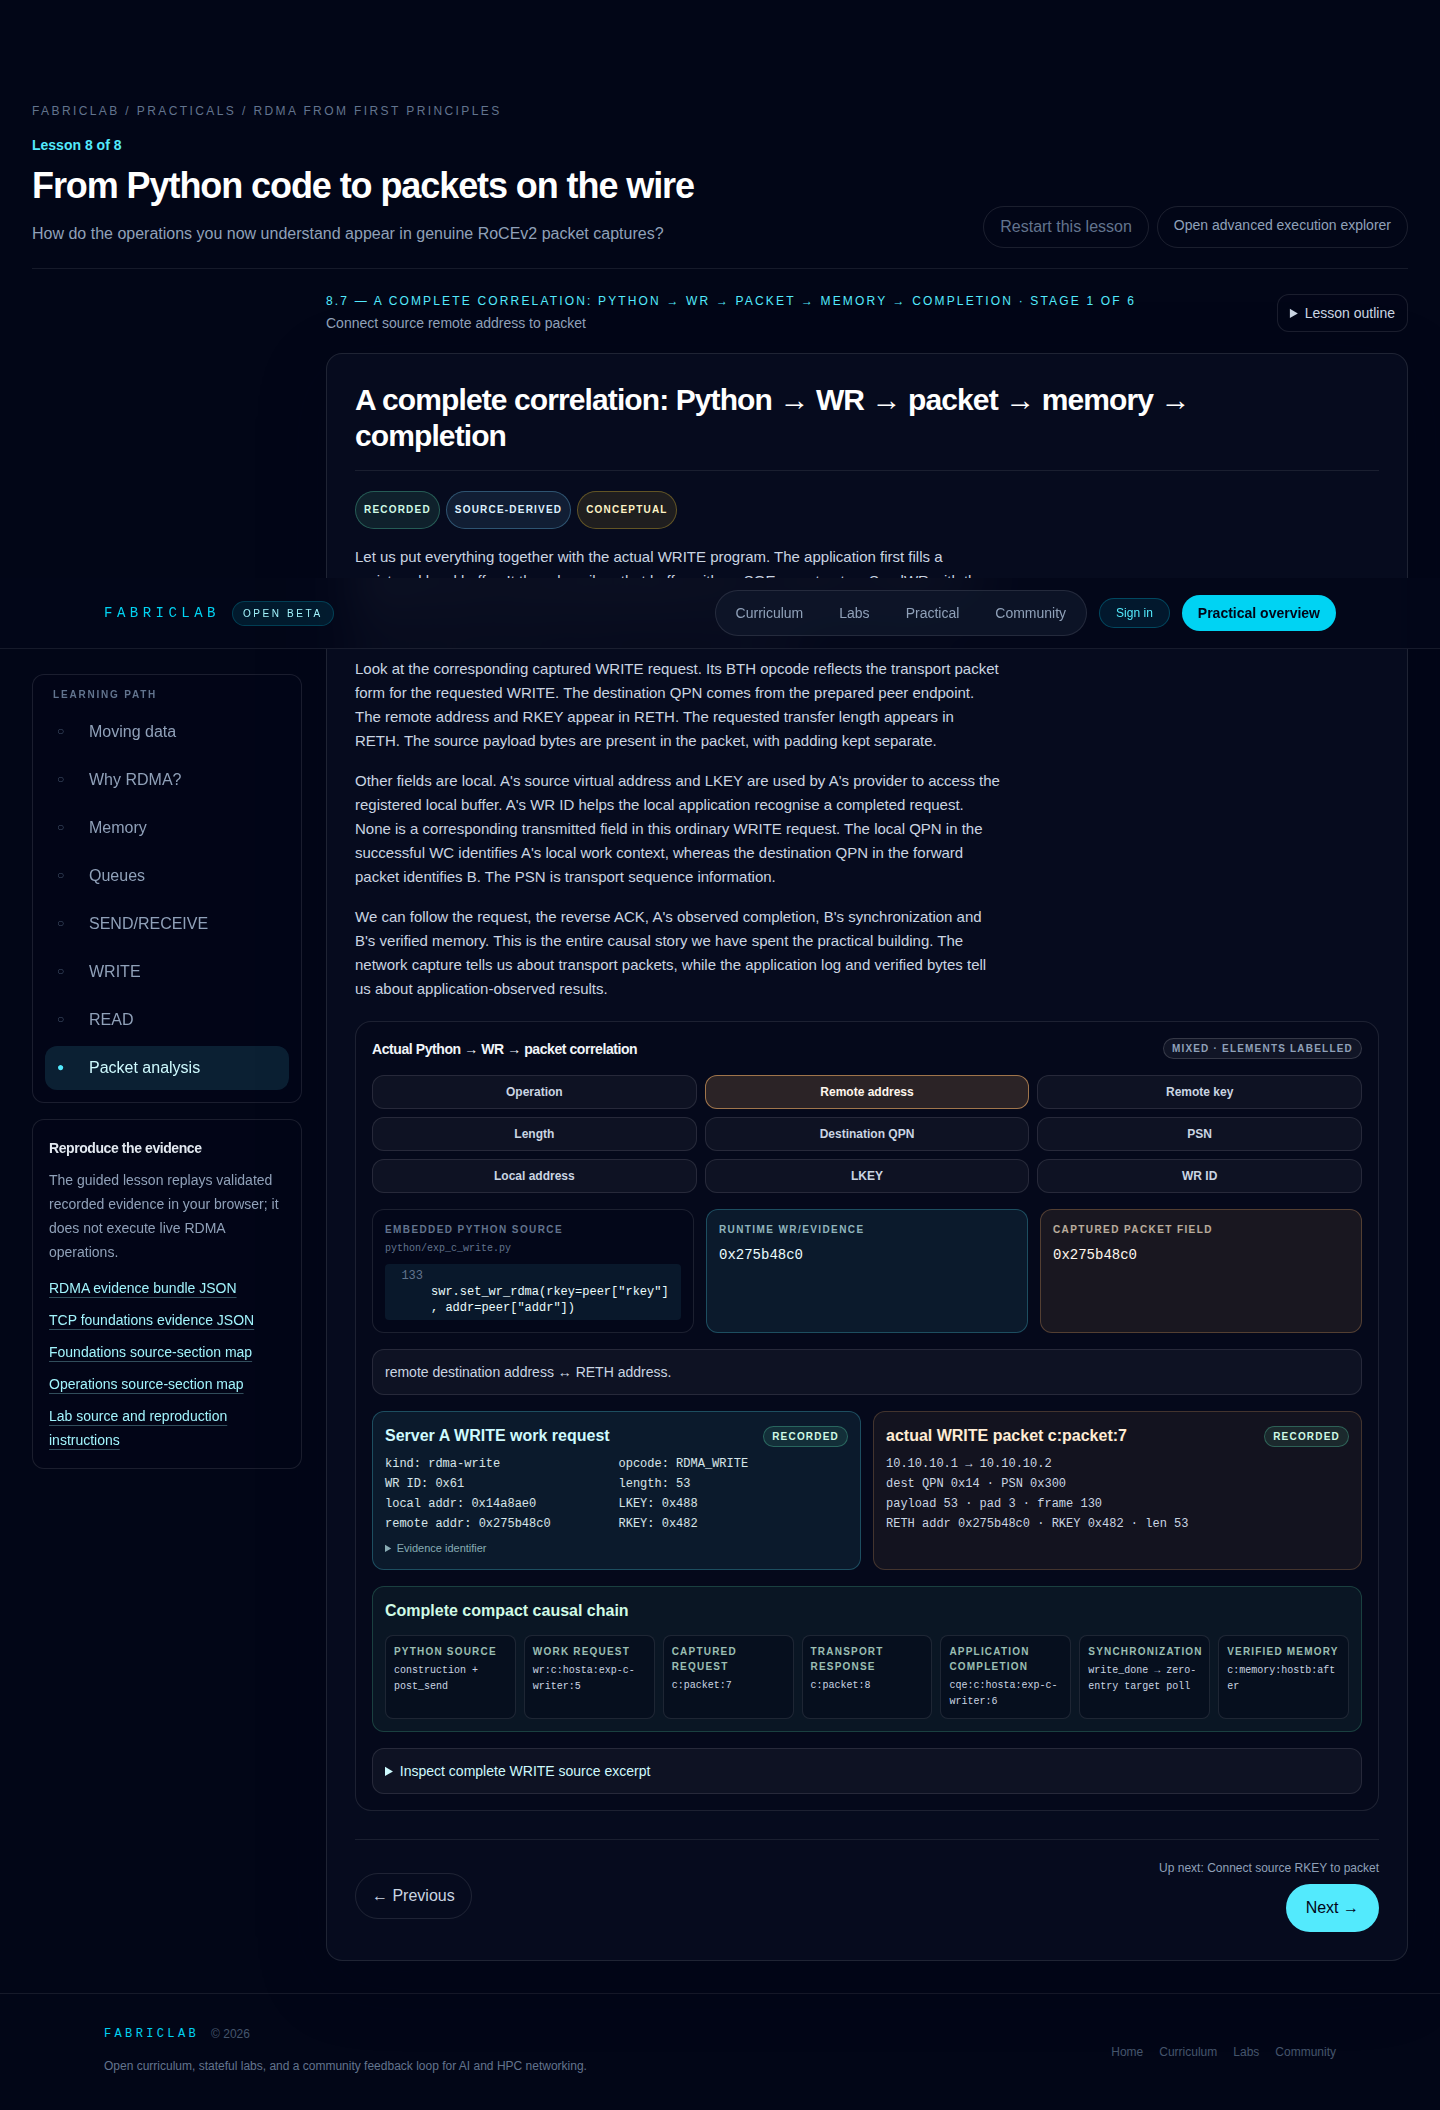 FABRICLAB / PRACTICALS / RDMA FROM FIRST PRINCIPLES
Lesson 8 of 8
From Python code to packets on the wire
How do the operations you now understand appear in genuine RoCEv2 packet captures?
Restart this lesson
Open advanced execution explorer
8.7 — A COMPLETE CORRELATION: PYTHON → WR → PACKET → MEMORY → COMPLETION · STAGE 1 OF 6
Connect source remote address to packet
▶ Lesson outline
A complete correlation: Python → WR → packet → memory →
completion
RECORDED
SOURCE-DERIVED
CONCEPTUAL
Let us put everything together with the actual WRITE program. The application first fills a
FABRICLAB
OPEN BETA
Curriculum
Labs
Practical
Community
Sign in
Practical overview
LEARNING PATH
○ Moving data
○ Why RDMA?
○ Memory
○ Queues
○ SEND/RECEIVE
○ WRITE
○ READ
● Packet analysis
Reproduce the evidence
The guided lesson replays validated
recorded evidence in your browser; it
does not execute live RDMA
operations.
RDMA evidence bundle JSON
TCP foundations evidence JSON
Foundations source-section map
Operations source-section map
Lab source and reproduction
instructions
Look at the corresponding captured WRITE request. Its BTH opcode reflects the transport packet
form for the requested WRITE. The destination QPN comes from the prepared peer endpoint.
The remote address and RKEY appear in RETH. The requested transfer length appears in
RETH. The source payload bytes are present in the packet, with padding kept separate.
Other fields are local. A's source virtual address and LKEY are used by A's provider to access the
registered local buffer. A's WR ID helps the local application recognise a completed request.
None is a corresponding transmitted field in this ordinary WRITE request. The local QPN in the
successful WC identifies A's local work context, whereas the destination QPN in the forward
packet identifies B. The PSN is transport sequence information.
We can follow the request, the reverse ACK, A's observed completion, B's synchronization and
B's verified memory. This is the entire causal story we have spent the practical building. The
network capture tells us about transport packets, while the application log and verified bytes tell
us about application-observed results.
Actual Python → WR → packet correlation
MIXED · ELEMENTS LABELLED
Operation
Remote address
Remote key
Length
Destination QPN
PSN
Local address
LKEY
WR ID
EMBEDDED PYTHON SOURCE
python/exp_c_write.py
133
swr.set_wr_rdma(rkey=peer["rkey"]
, addr=peer["addr"])
RUNTIME WR/EVIDENCE
0x275b48c0
CAPTURED PACKET FIELD
0x275b48c0
remote destination address ↔ RETH address.
Server A WRITE work request
RECORDED
kind: rdma-write
opcode: RDMA_WRITE
WR ID: 0x61
length: 53
local addr: 0x14a8ae0
LKEY: 0x488
remote addr: 0x275b48c0
RKEY: 0x482
▶ Evidence identifier
actual WRITE packet c:packet:7
RECORDED
10.10.10.1 → 10.10.10.2
dest QPN 0x14 · PSN 0x300
payload 53 · pad 3 · frame 130
RETH addr 0x275b48c0 · RKEY 0x482 · len 53
Complete compact causal chain
PYTHON SOURCE
construction +
post_send
WORK REQUEST
wr:c:hosta:exp-c-
writer:5
CAPTURED
REQUEST
c:packet:7
TRANSPORT
RESPONSE
c:packet:8
APPLICATION
COMPLETION
cqe:c:hosta:exp-c-
writer:6
SYNCHRONIZATION
write_done → zero-
entry target poll
VERIFIED MEMORY
c:memory:hostb:aft
er
▶ Inspect complete WRITE source excerpt
← Previous
Up next: Connect source RKEY to packet
Next →
FABRICLAB © 2026
Open curriculum, stateful labs, and a community feedback loop for AI and HPC networking.
Home
Curriculum
Labs
Community